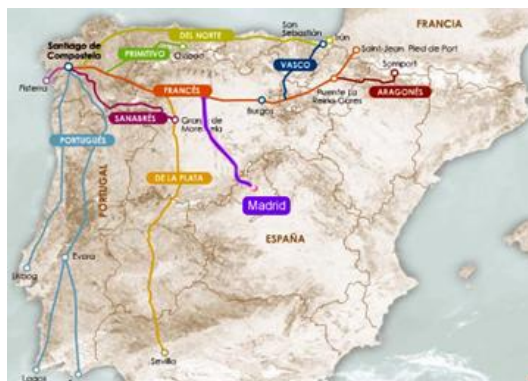 FRANCIA
DEL NORTE
San
Sebastián
Irún
Santiago de
Compostela
PRIMITIVO
Oviedo
Saint-Jean Pied de Port
VASCO
Somport
Fisterra
FRANCÉS
ARAGONÉS
Puente La
Reina-Gares
Burgos
SANABRÉS
PORTUGUÉS
DE LA PLATA
Madrid
PORTUGAL
ESPAÑA
Evora
Sevilla
Lagos